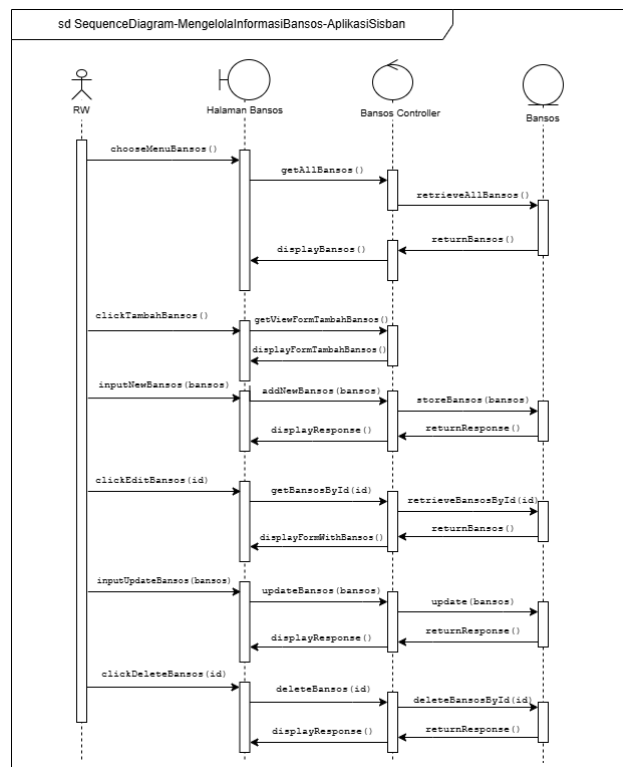 sd SequenceDiagram-MengelolaInformasiBansos-AplikasiSisban
RW
Halaman Bansos
Bansos Controller
Bansos
chooseMenuBansos()
getAllBansos()
retrieveAllBansos()
returnBansos()
displayBansos()
clickTambahBansos()
getViewFormTambahBansos()
displayFormTambahBansos()
inputNewBansos(bansos)
addNewBansos(bansos)
storeBansos(bansos)
returnResponse()
displayResponse()
clickEditBansos(id)
getBansosById(id)
retrieveBansosById(id)
returnBansos()
displayFormWithBansos()
inputUpdateBansos(bansos)
updateBansos(bansos)
update(bansos)
returnResponse()
displayResponse()
clickDeleteBansos(id)
deleteBansos(id)
deleteBansosById(id)
returnResponse()
displayResponse()